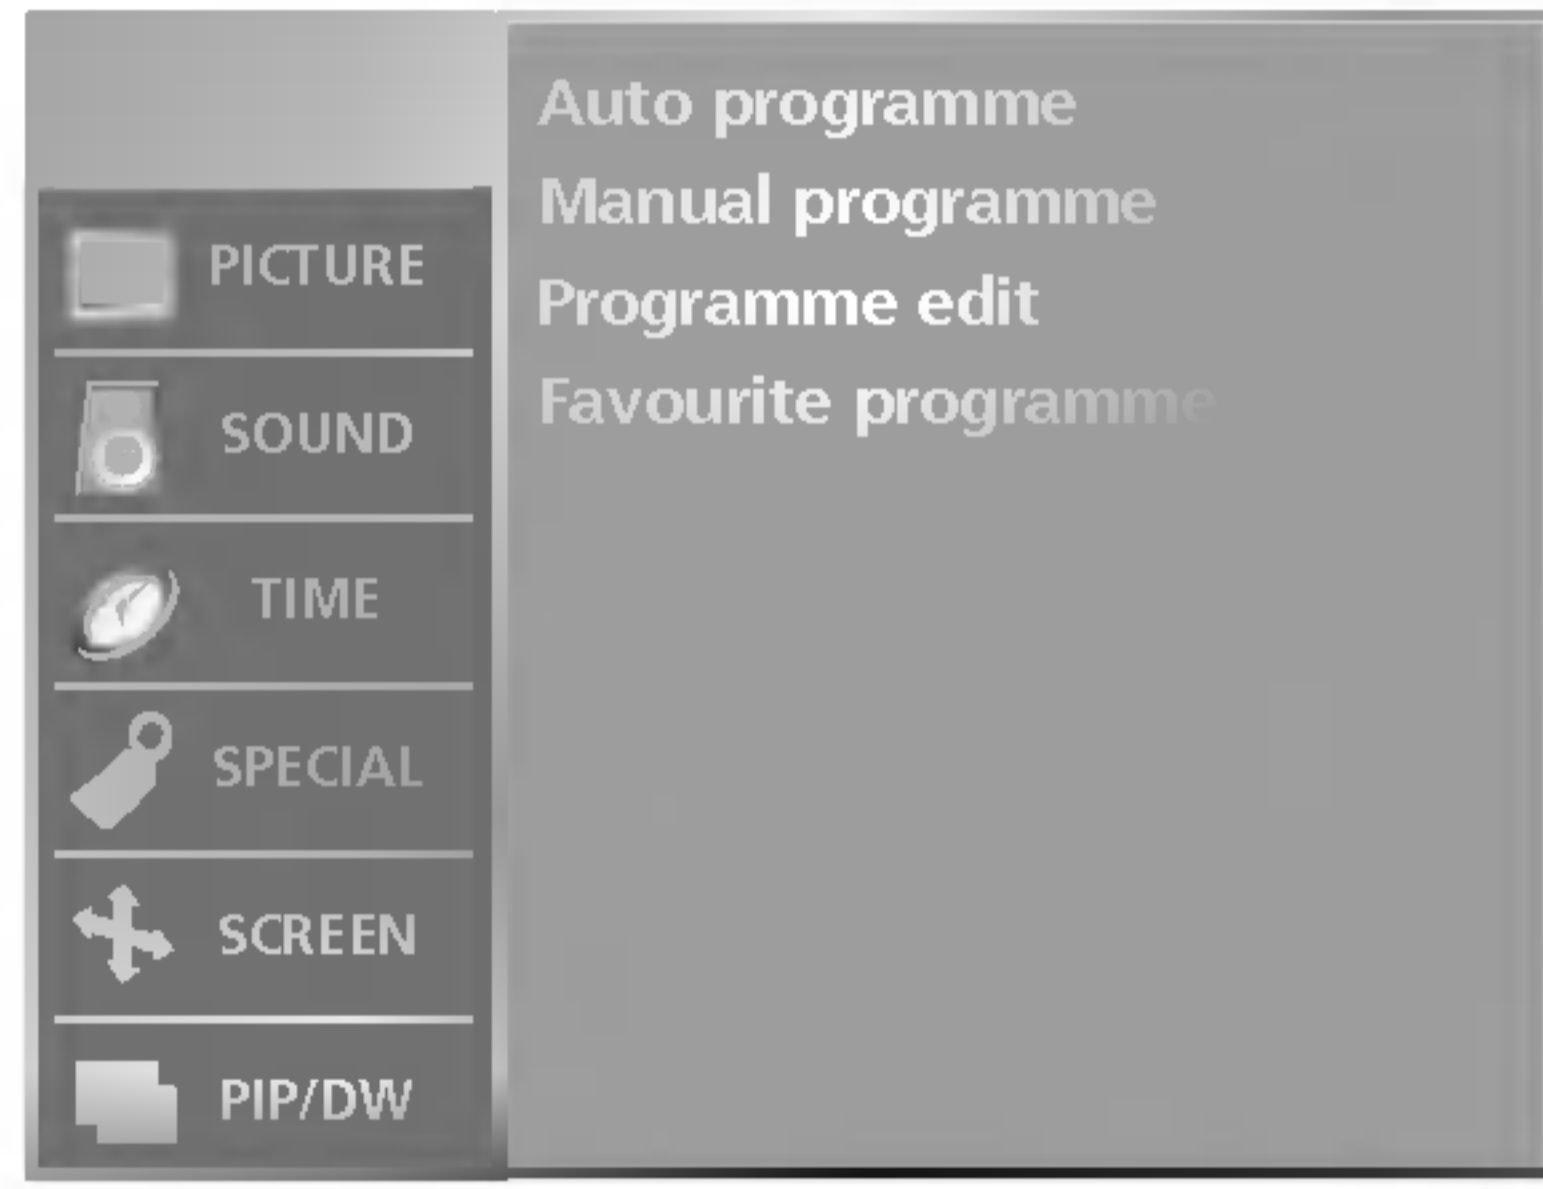 Auto programme
Manual programme
Programme edit
Favourite programme
PICTURE
SOUND
TIME
SPECIAL
SCREEN
PIP/DW